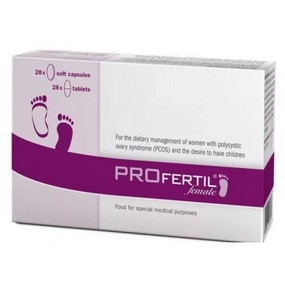 28x soft capsules
28x tablets
For the dietary management of women with polycystic
ovary syndrome (PCOS) and the desire to have children
PROFERTIL®
female
Food for special medical purposes